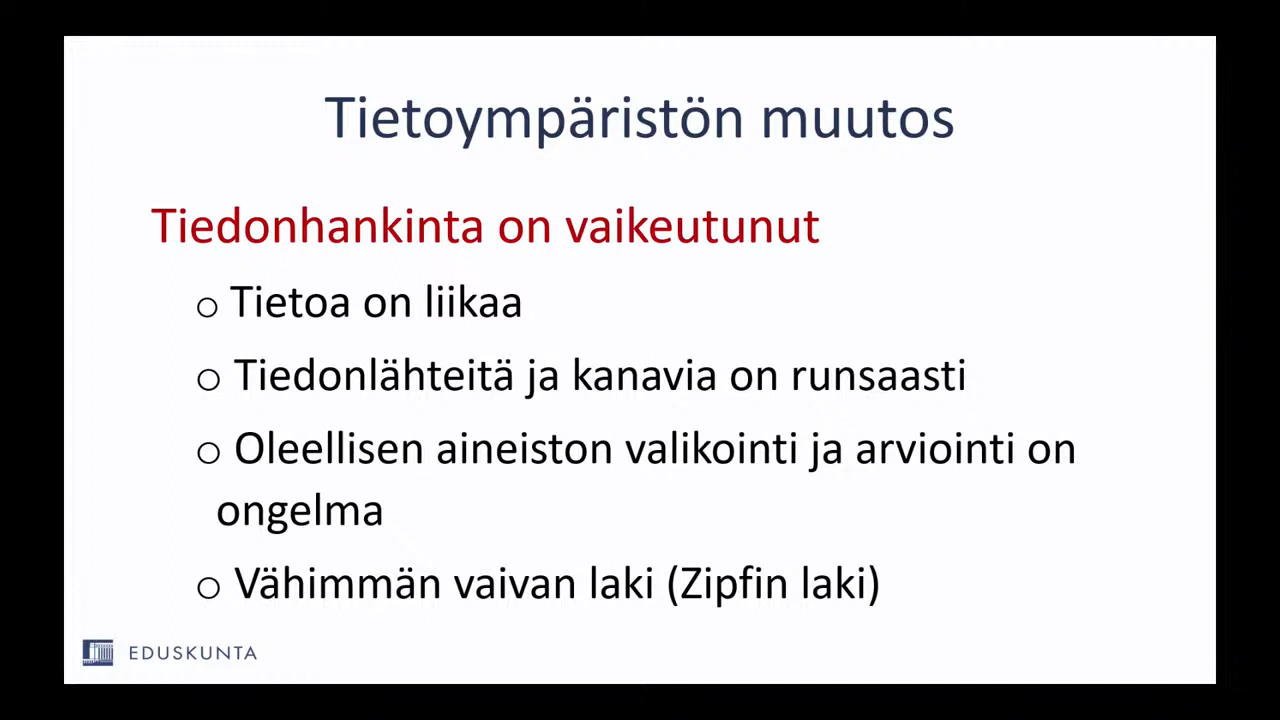 Tietoympäristön muutos
Tiedonhankinta on vaikeutunut
o Tietoa on liikaa
o Tiedonlähteitä ja kanavia on runsaasti
o Oleellisen aineiston valikointi ja arviointi on
ongelma
o Vähimmän vaivan laki (Zipfin laki)
EDUSKUNTA